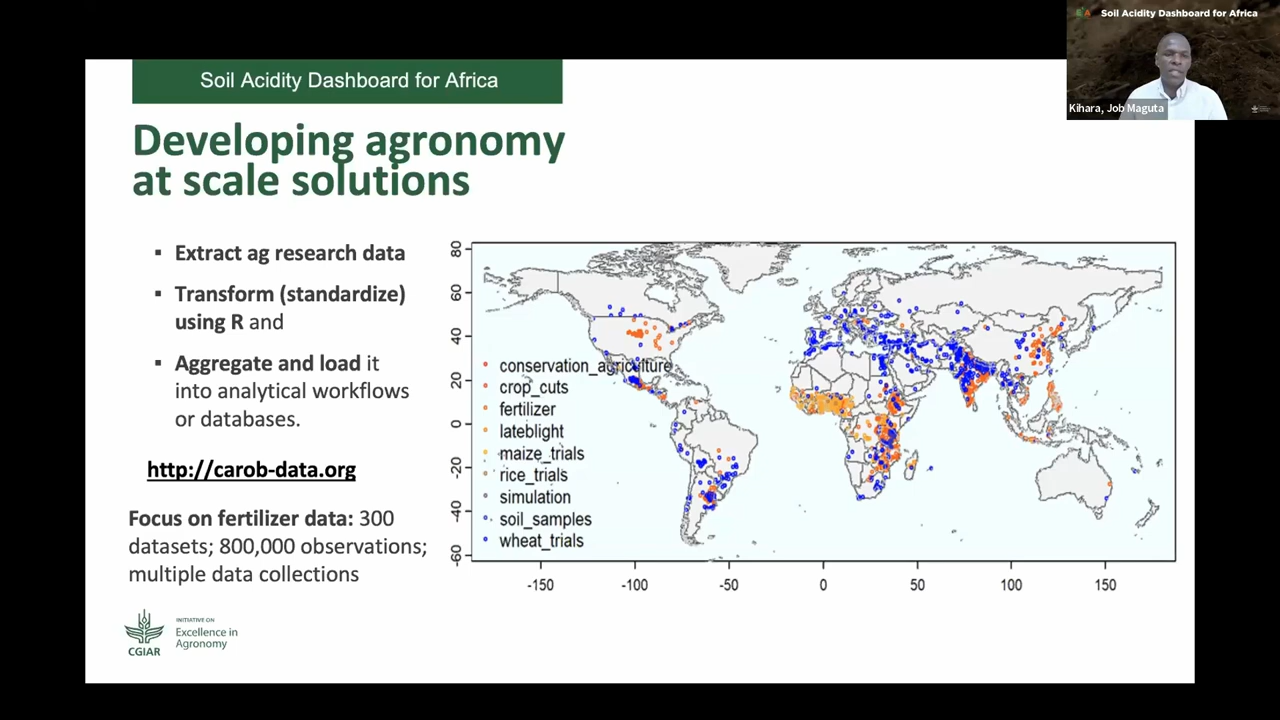 Soil Acidity Dashboard for Africa
Kihara, Job Maguta
Soil Acidity Dashboard for Africa
Developing agronomy
at scale solutions
▪ Extract ag research data
▪ Transform (standardize)
using R and
▪ Aggregate and load it
into analytical workflows
or databases.
http://carob-data.org
Focus on fertilizer data: 300
datasets; 800,000 observations;
multiple data collections
80
60
40
20
0
-20
-40
-60
-150 -100 -50 0 50 100 150
conservation_agriculture
crop_cuts
fertilizer
lateblight
maize_trials
rice_trials
simulation
soil_samples
wheat_trials
CGIAR
INITIATIVE ON
Excellence in
Agronomy